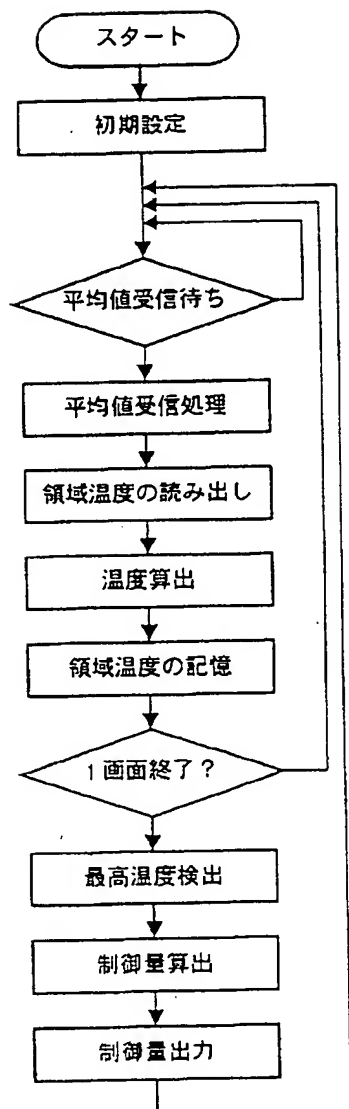 スタート
初期設定
平均値受信待ち
平均値受信処理
領域温度の読み出し
温度算出
領域温度の記憶
1画面終了?
最高温度検出
制御量算出
制御量出力